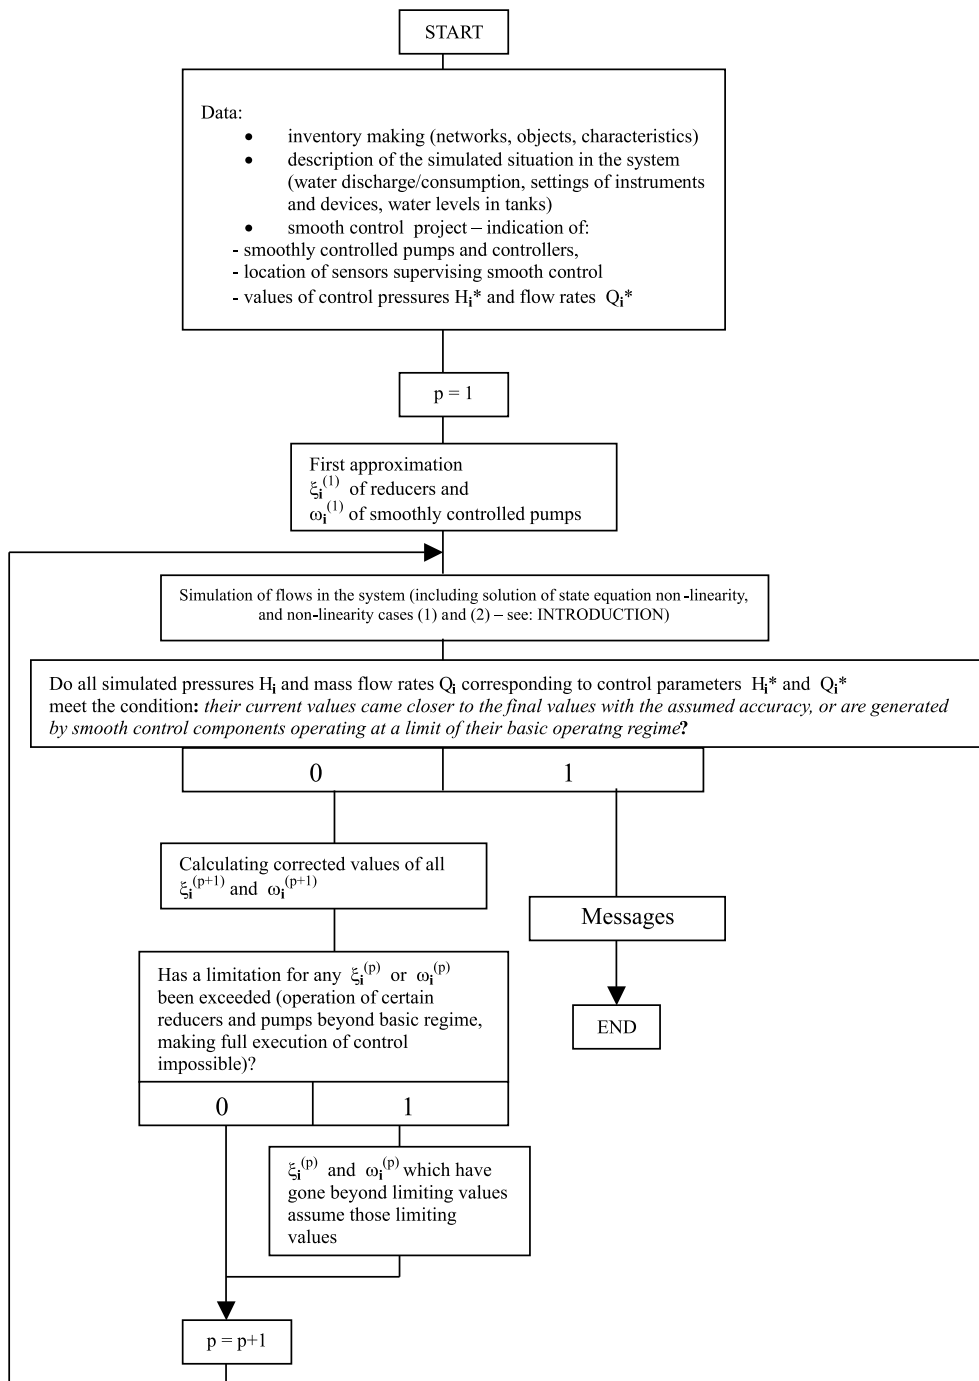 START
Data:
• inventory making (networks, objects, characteristics)
• description of the simulated situation in the system
(water discharge/consumption, settings of instruments
and devices, water levels in tanks)
• smooth control project – indication of:
- smoothly controlled pumps and controllers,
- location of sensors supervising smooth control
- values of control pressures Hi* and flow rates Qi*
p = 1
First approximation
ξi(1) of reducers and
ωi(1) of smoothly controlled pumps
Simulation of flows in the system (including solution of state equation non-linearity,
and non-linearity cases (1) and (2) – see: INTRODUCTION)
Do all simulated pressures Hi and mass flow rates Qi corresponding to control parameters Hi* and Qi*
meet the condition: their current values came closer to the final values with the assumed accuracy, or are generated
by smooth control components operating at a limit of their basic operatng regime?
0 1
Calculating corrected values of all
ξi(p+1) and ωi(p+1)
Messages
Has a limitation for any ξi(p) or ωi(p)
been exceeded (operation of certain
reducers and pumps beyond basic regime,
making full execution of control
impossible)?
END
0 1
ξi(p) and ωi(p) which have
gone beyond limiting values
assume those limiting
values
p = p+1